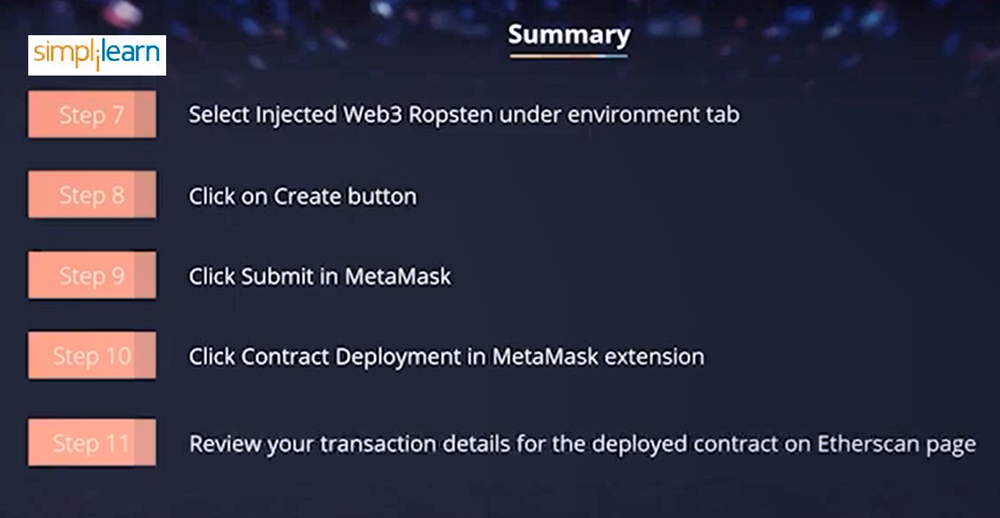 Summary
simplilearn
Step 7
Select Injected Web3 Ropsten under environment tab
Step 8
Click on Create button
Step 9
Click Submit in MetaMask
Step 10
Click Contract Deployment in MetaMask extension
Step 11
Review your transaction details for the deployed contract on Etherscan page